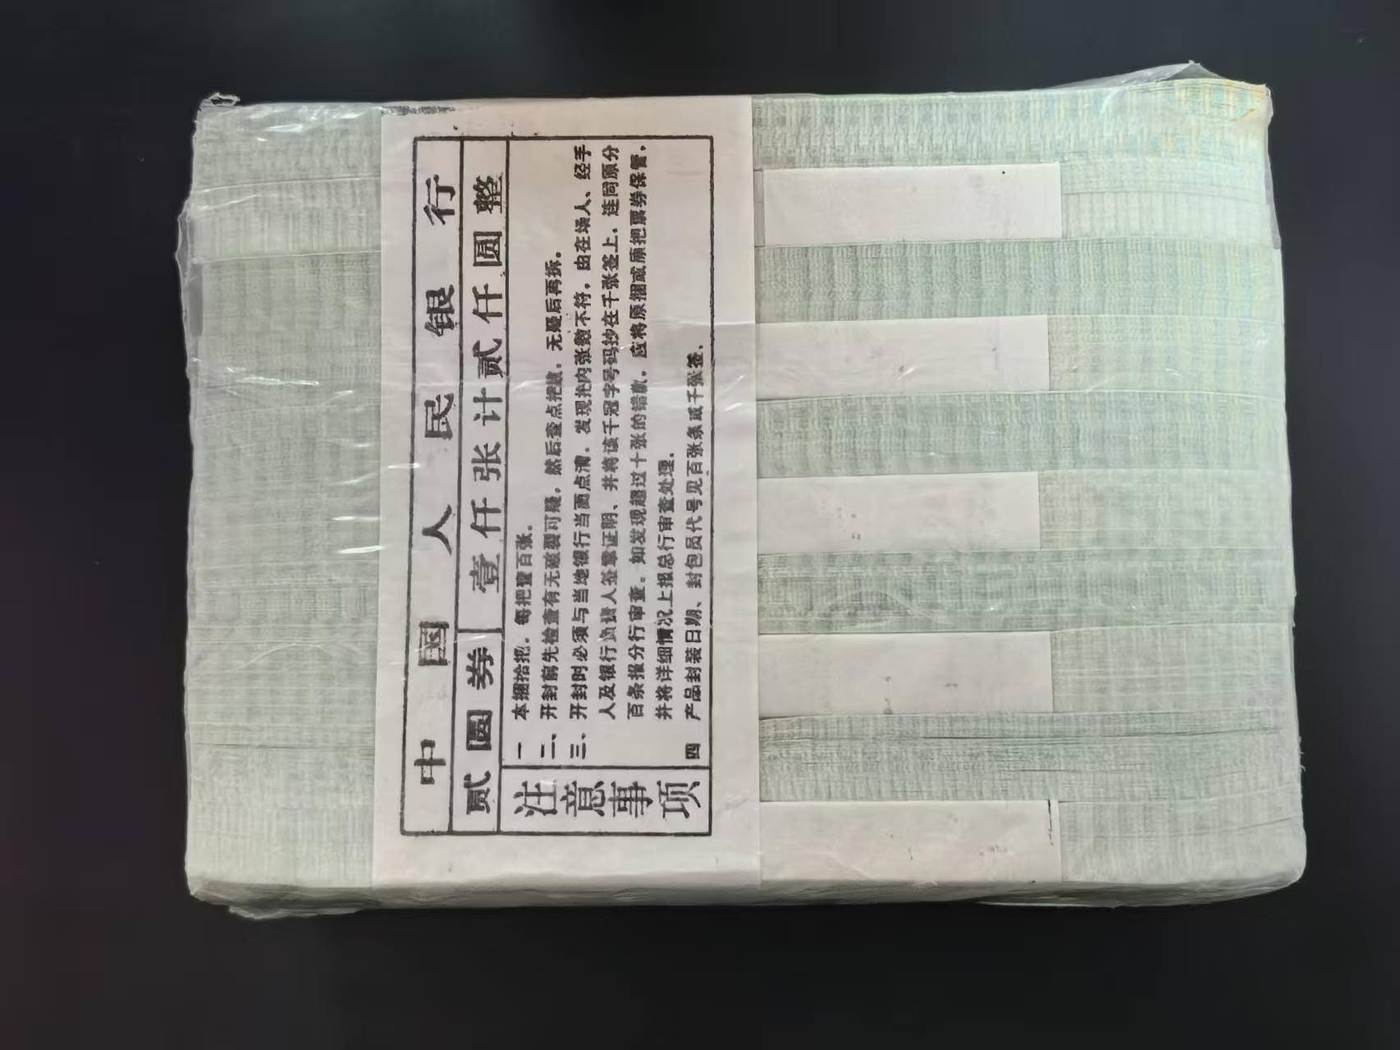 中国人民银行
贰圆券 壹仟张计贰仟圆整
注意事项
一 本捆拾把，每把壹百张。
二、开封前先检查有无破裂可疑，然后查点把数，无疑后再拆。
三、开封时必须与当地银行当面点清，发现把内张数不符，由在场人、经手
人及银行负责人签章证明、并将该千冠字号码抄在千张签上，连同原分
百条报分行审查。如发现超过十张的错款，应将原捆或原把票券保管，
并将详细情况上报总行审查处理。
四 产品封装日期、封包员代号见百张条或千张签、